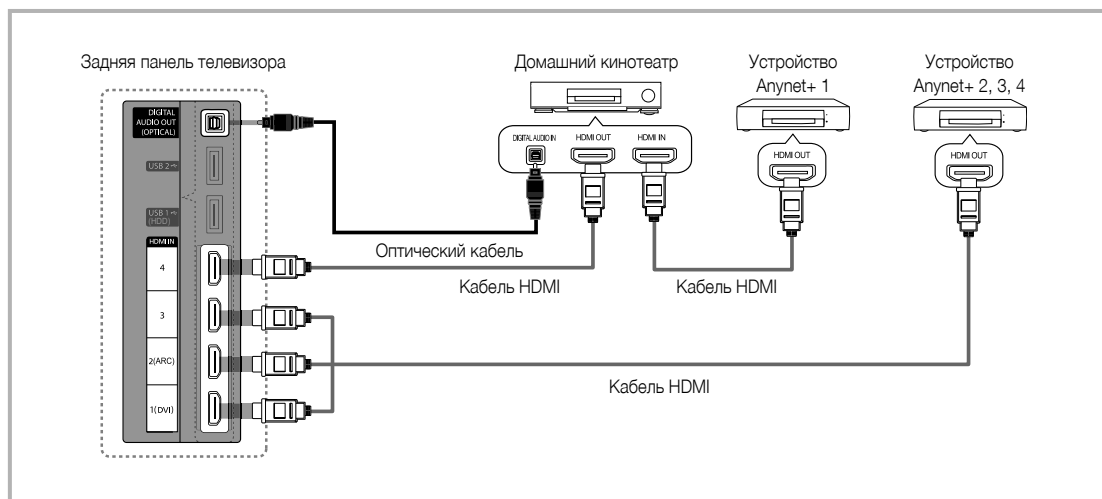 Задняя панель телевизора
Домашний кинотеатр
Устройство
Anynet+ 1
Устройство
Anynet+ 2, 3, 4
DIGITAL
AUDIO OUT
(OPTICAL)
USB 2
USB 1
(HDD)
HDMI IN
4
3
2(ARC)
1(DVI)
DIGITAL AUDIO IN
HDMI OUT
HDMI IN
HDMI OUT
HDMI OUT
Оптический кабель
Кабель HDMI
Кабель HDMI
Кабель HDMI